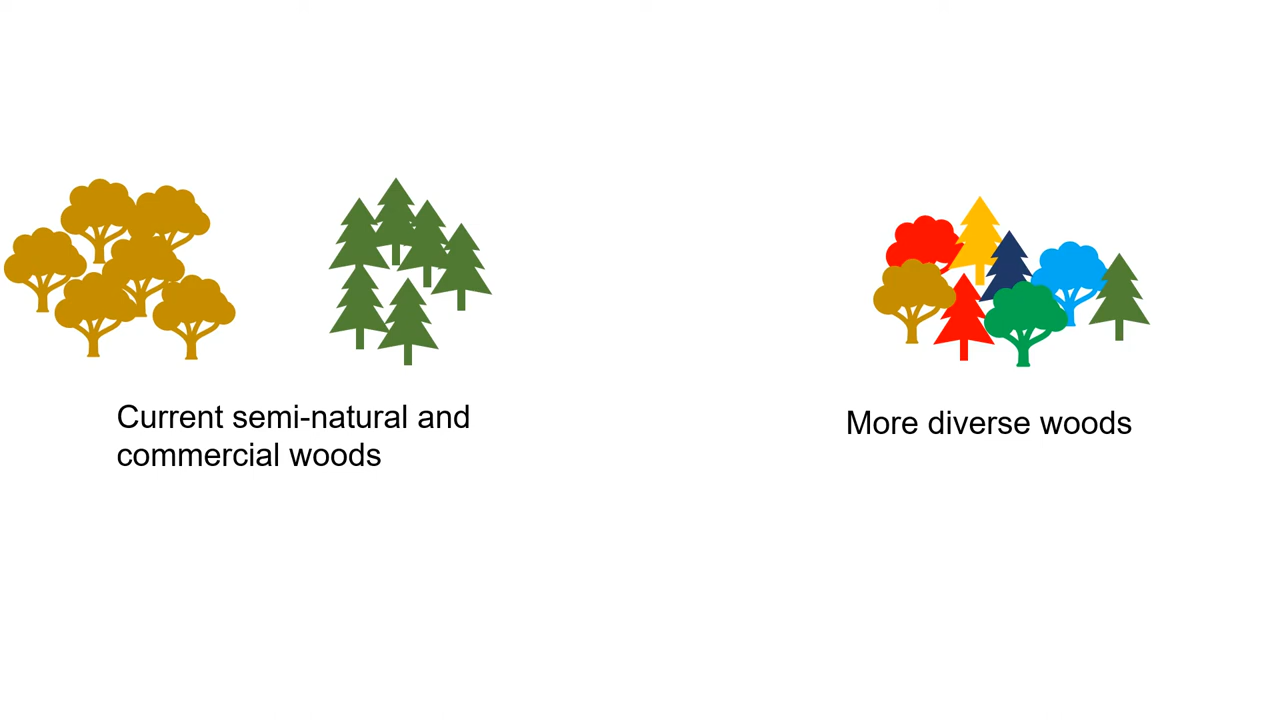 Current semi-natural and
commercial woods
More diverse woods